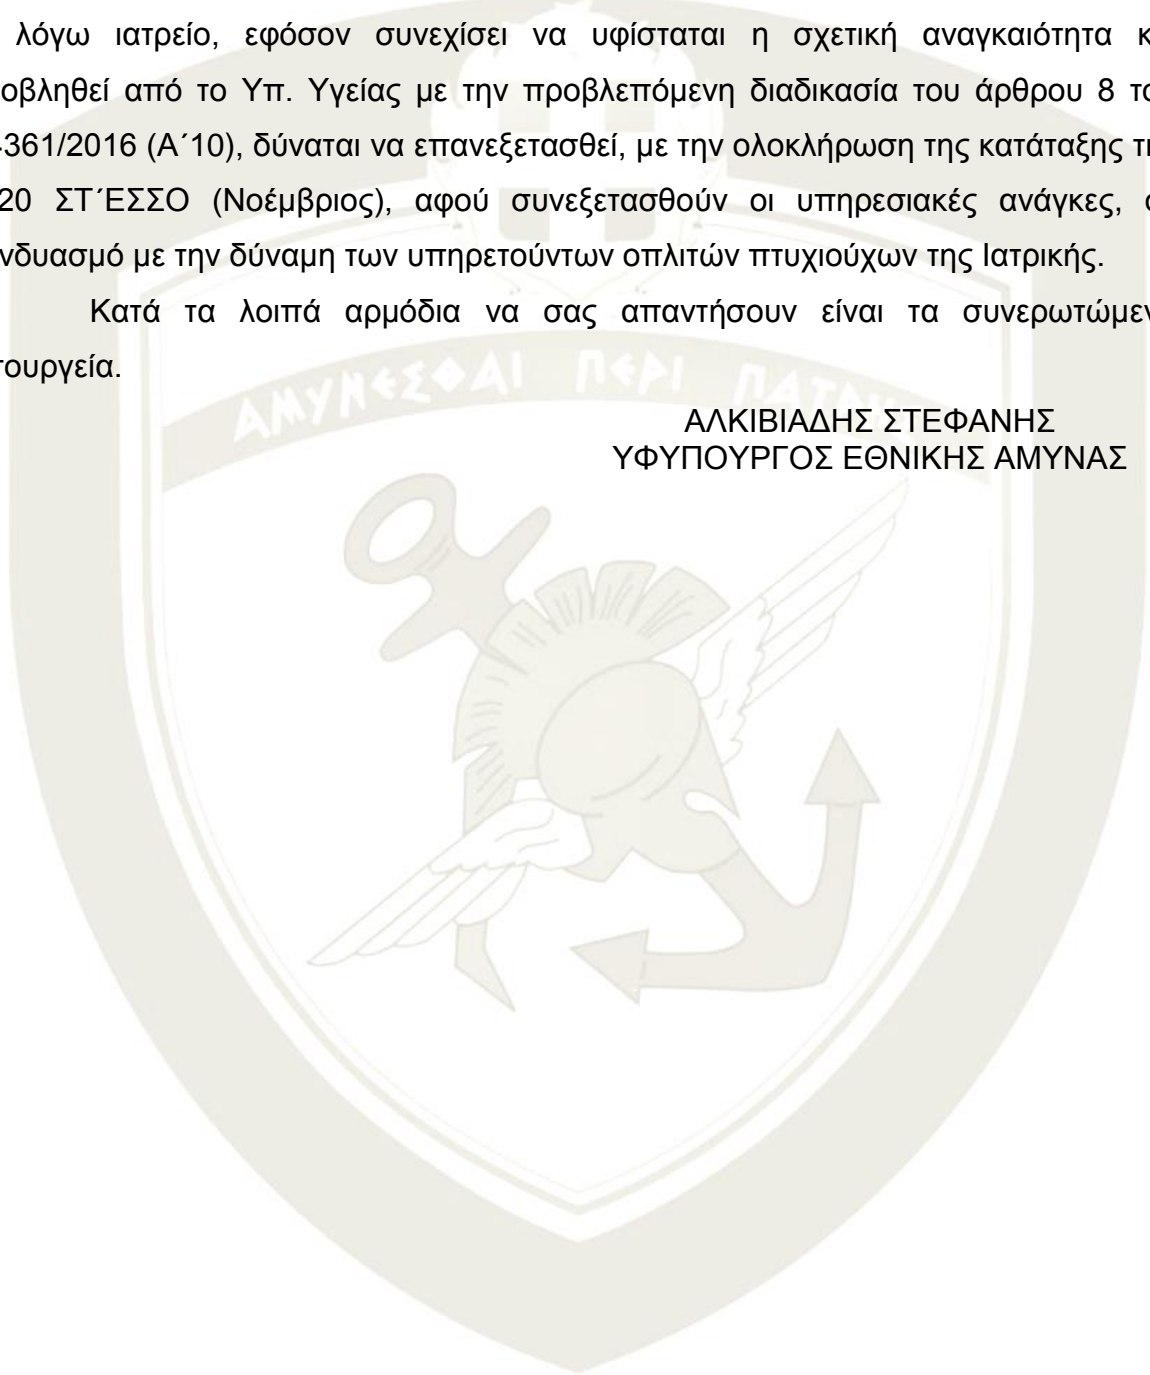 λόγω ιατρείο, εφόσον συνεχίσει να υφίσταται η σχετική αναγκαιότητα κ
οβληθεί από το Υπ. Υγείας με την προβλεπόμενη διαδικασία του άρθρου 8 το
4361/2016 (Α΄10), δύναται να επανεξετασθεί, με την ολοκλήρωση της κατάταξης τη
20 ΣΤ΄ΕΣΣΟ (Νοέμβριος), αφού συνεξετασθούν οι υπηρεσιακές ανάγκες, σ
νδυασμό με την δύναμη των υπηρετούντων οπλιτών πτυχιούχων της Ιατρικής.
Κατά τα λοιπά αρμόδια να σας απαντήσουν είναι τα συνερωτώμεν
τουργεία.
ΑΜΥΝΕΣΘΑΙ ΠΕΡΙ ΠΑΤΡΗΣ
ΑΛΚΙΒΙΑΔΗΣ ΣΤΕΦΑΝΗΣ
ΥΦΥΠΟΥΡΓΟΣ ΕΘΝΙΚΗΣ ΑΜΥΝΑΣ